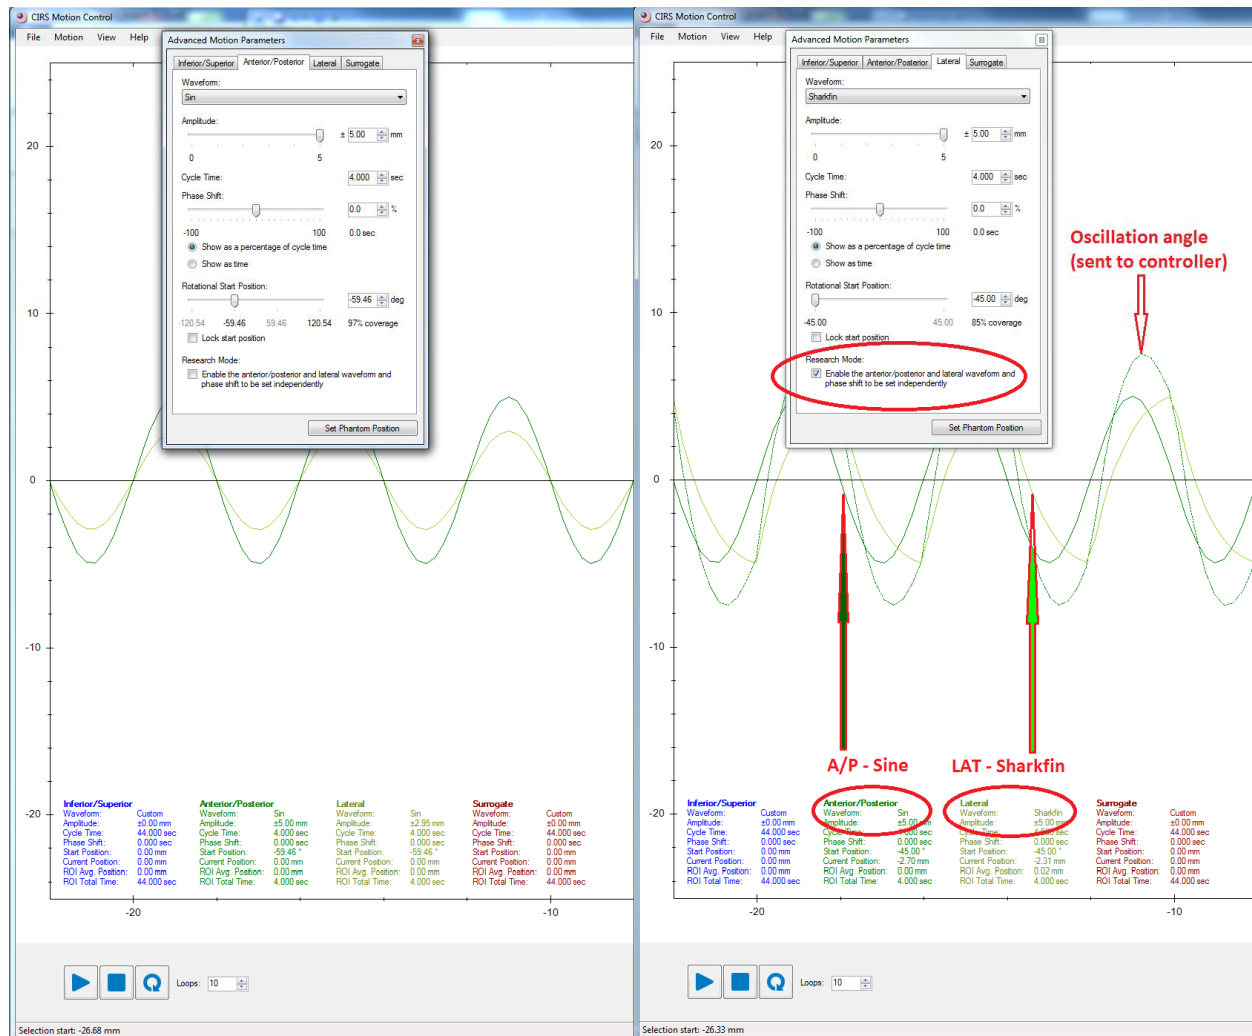 CIRS Motion Control
File Motion View Help
Advanced Motion Parameters
Inferior/Superior Anterior/Posterior Lateral Surrogate
Waveform:
Sin
Amplitude:
± 5.00 mm
0 5
Cycle Time: 4.000 sec
Phase Shift:
0.0 %
-100 100 0.0 sec
Show as a percentage of cycle time
Show as time
Rotational Start Position:
-59.46 deg
-120.54 -59.46 59.46 120.54 97% coverage
Lock start position
Research Mode:
Enable the anterior/posterior and lateral waveform and
phase shift to be set independently
Set Phantom Position
20
10
0
-10
-20
Inferior/Superior
Waveform: Custom
Amplitude: ±0.00 mm
Cycle Time: 44.000 sec
Phase Shift: 0.000 sec
Start Position: 0.00 mm
Current Position: 0.00 mm
ROI Avg. Position: 0.00 mm
ROI Total Time: 44.000 sec
Anterior/Posterior
Waveform: Sin
Amplitude: ±5.00 mm
Cycle Time: 4.000 sec
Phase Shift: 0.000 sec
Start Position: -59.46 °
Current Position: 0.00 mm
ROI Avg. Position: 0.00 mm
ROI Total Time: 4.000 sec
Lateral
Waveform: Sin
Amplitude: ±2.95 mm
Cycle Time: 4.000 sec
Phase Shift: 0.000 sec
Start Position: -59.46 °
Current Position: 0.00 mm
ROI Avg. Position: 0.00 mm
ROI Total Time: 4.000 sec
Surrogate
Waveform: Custom
Amplitude: ±0.00 mm
Cycle Time: 44.000 sec
Phase Shift: 0.000 sec
Start Position: 0.00 mm
Current Position: 0.00 mm
ROI Avg. Position: 0.00 mm
ROI Total Time: 44.000 sec
-20 -10
Loops: 10
Selection start: -26.68 mm
CIRS Motion Control
File Motion View Help
Advanced Motion Parameters
Inferior/Superior Anterior/Posterior Lateral Surrogate
Waveform:
Sharkfin
Amplitude:
± 5.00 mm
0 5
Cycle Time: 4.000 sec
Phase Shift:
0.0 %
-100 100 0.0 sec
Show as a percentage of cycle time
Show as time
Rotational Start Position:
-45.00 deg
-45.00 45.00 85% coverage
Lock start position
Research Mode:
Enable the anterior/posterior and lateral waveform and
phase shift to be set independently
Set Phantom Position
Oscillation angle
(sent to controller)
20
10
0
-10
-20
A/P - Sine
LAT - Sharkfin
Inferior/Superior
Waveform: Custom
Amplitude: ±0.00 mm
Cycle Time: 44.000 sec
Phase Shift: 0.000 sec
Start Position: 0.00 mm
Current Position: 0.00 mm
ROI Avg. Position: 0.00 mm
ROI Total Time: 44.000 sec
Anterior/Posterior
Waveform: Sin
Amplitude: ±5.00 mm
Cycle Time: 4.000 sec
Phase Shift: 0.000 sec
Start Position: -45.00 °
Current Position: -2.70 mm
ROI Avg. Position: 0.00 mm
ROI Total Time: 4.000 sec
Lateral
Waveform: Sharkfin
Amplitude: ±5.00 mm
Cycle Time: 4.000 sec
Phase Shift: 0.000 sec
Start Position: -45.00 °
Current Position: -2.31 mm
ROI Avg. Position: 0.02 mm
ROI Total Time: 4.000 sec
Surrogate
Waveform: Custom
Amplitude: ±0.00 mm
Cycle Time: 44.000 sec
Phase Shift: 0.000 sec
Start Position: 0.00 mm
Current Position: 0.00 mm
ROI Avg. Position: 0.00 mm
ROI Total Time: 44.000 sec
-20 -10
Loops: 10
Selection start: -26.33 mm